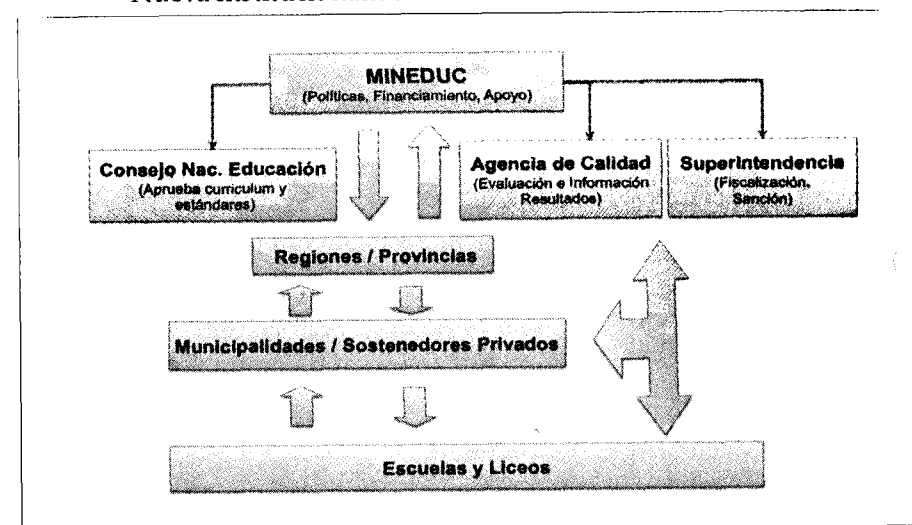 MINEDUC
(Políticas, Financiamiento, Apoyo)
Consejo Nac. Educación
(Aprueba curriculum y
estándares)
Agencia de Calidad
(Evaluación e Información
Resultados)
Superintendencia
(Fiscalización,
Sanción)
Regiones / Provincias
Municipalidades / Sostenedores Privados
Escuelas y Liceos